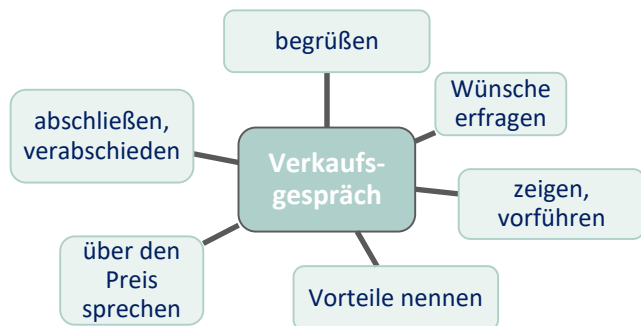 begrüßen
Wünsche
erfragen
zeigen,
vorführen
Vorteile nennen
über den
Preis
sprechen
abschließen,
verabschieden
Verkaufs-
gespräch